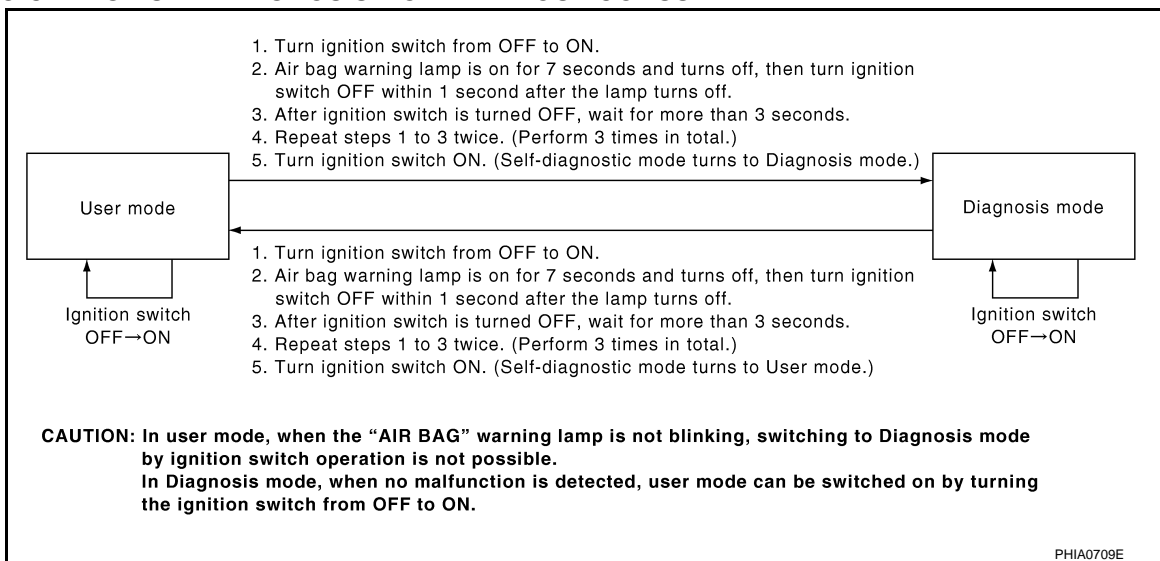 1. Turn ignition switch from OFF to ON.
2. Air bag warning lamp is on for 7 seconds and turns off, then turn ignition
switch OFF within 1 second after the lamp turns off.
3. After ignition switch is turned OFF, wait for more than 3 seconds.
4. Repeat steps 1 to 3 twice. (Perform 3 times in total.)
5. Turn ignition switch ON. (Self-diagnostic mode turns to Diagnosis mode.)
User mode
Diagnosis mode
1. Turn ignition switch from OFF to ON.
2. Air bag warning lamp is on for 7 seconds and turns off, then turn ignition
switch OFF within 1 second after the lamp turns off.
3. After ignition switch is turned OFF, wait for more than 3 seconds.
4. Repeat steps 1 to 3 twice. (Perform 3 times in total.)
5. Turn ignition switch ON. (Self-diagnostic mode turns to User mode.)
Ignition switch
OFF→ON
Ignition switch
OFF→ON
CAUTION: In user mode, when the “AIR BAG” warning lamp is not blinking, switching to Diagnosis mode
by ignition switch operation is not possible.
In Diagnosis mode, when no malfunction is detected, user mode can be switched on by turning
the ignition switch from OFF to ON.
PHIA0709E